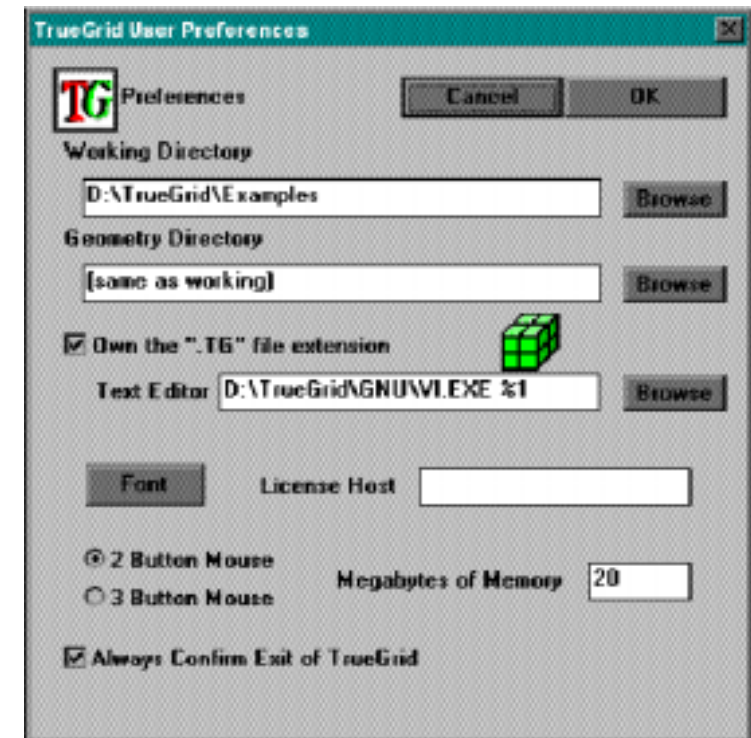 TrueGrid User Preferences
TG Preferences Cancel OK
Working Directory
D:\TrueGrid\Examples Browse
Geometry Directory
(same as working) Browse
Own the ".TG" file extension
Text Editor D:\TrueGrid\GNU\VI.EXE %1 Browse
Font License Host
2 Button Mouse
Megabytes of Memory 20
3 Button Mouse
Always Confirm Exit of TrueGrid